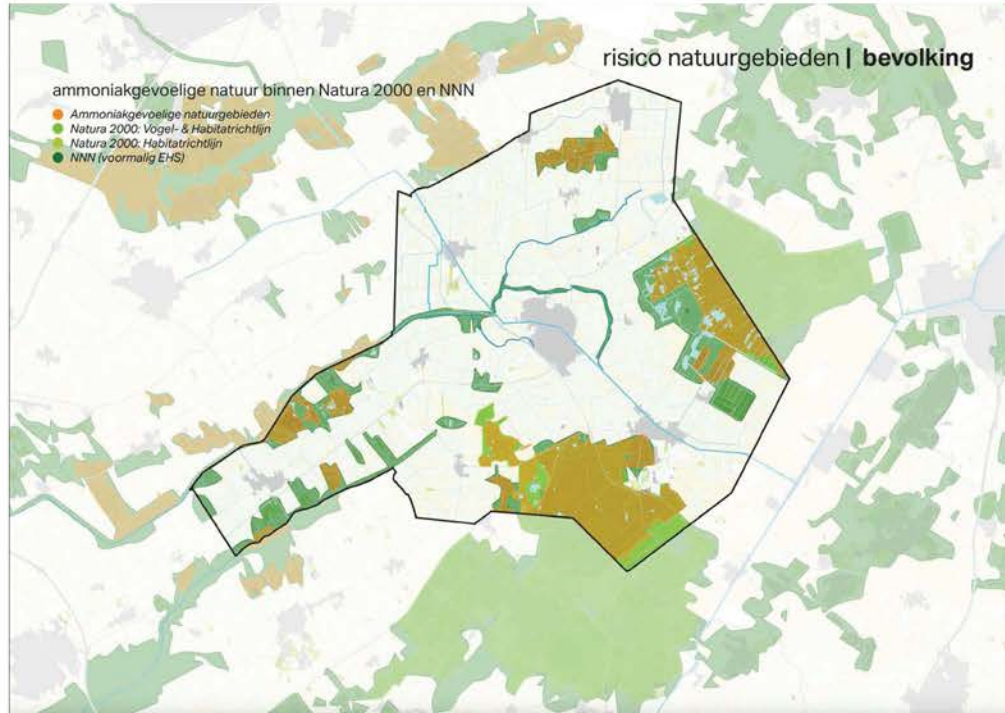 risico natuurgebieden | bevolking
ammoniakgevoelige natuur binnen Natura 2000 en NNN
Ammoniakgevoelige natuurgebieden
Natura 2000: Vogel- & Habitatrichtlijn
Natura 2000: Habitatrichtlijn
NNN (voormalig EHS)